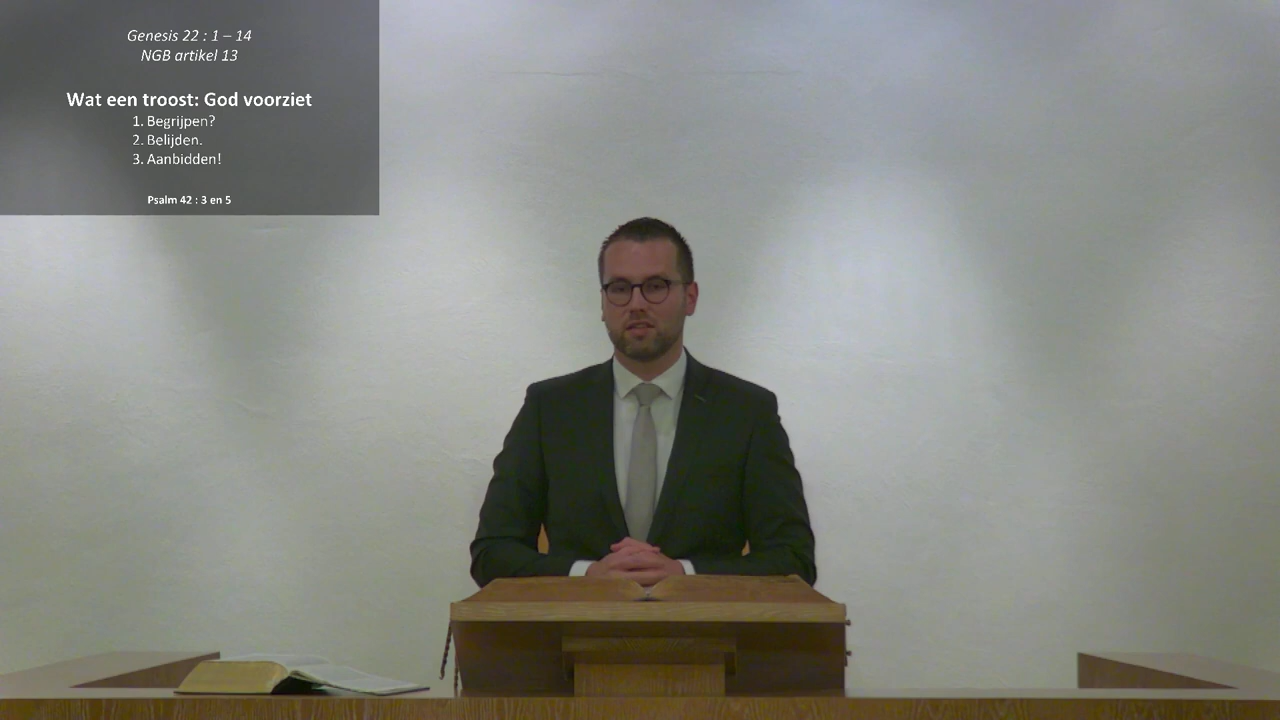 Genesis 22 : 1 – 14
NGB artikel 13
Wat een troost: God voorziet
1. Begrijpen?
2. Belijden.
3. Aanbidden!
Psalm 42 : 3 en 5